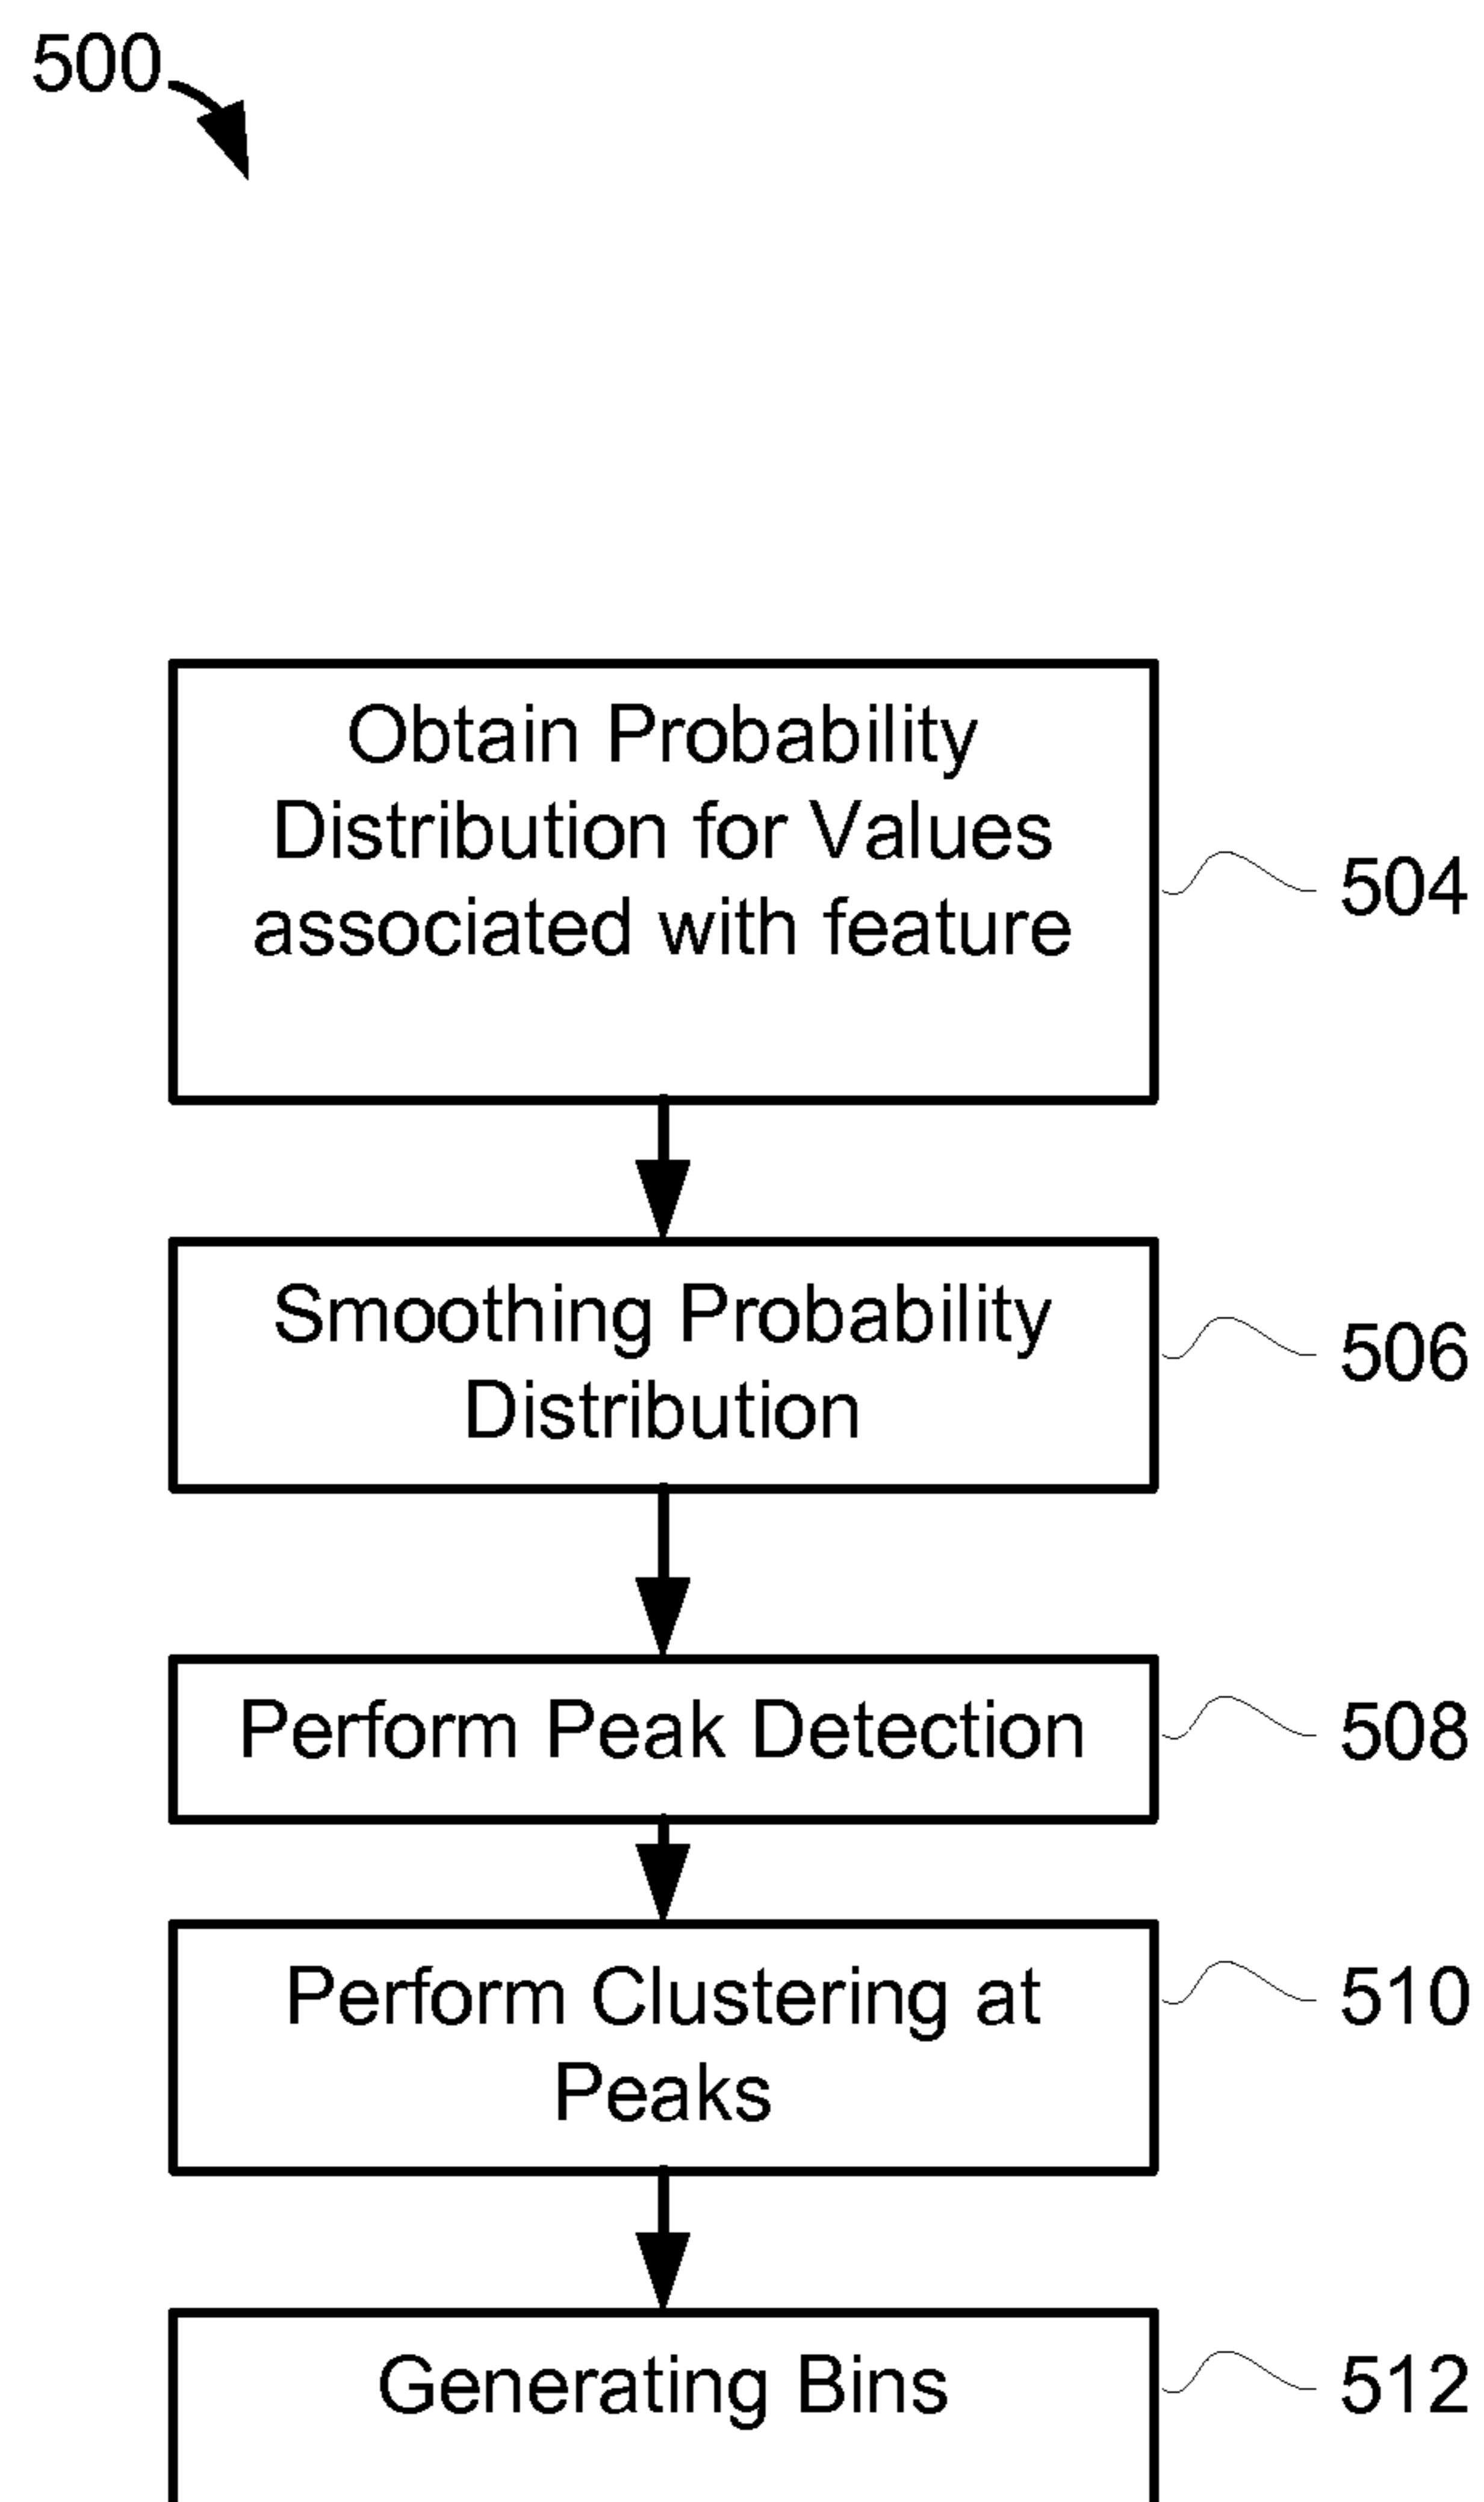 500
Obtain Probability
Distribution for Values
associated with feature
504
Smoothing Probability
Distribution
506
Perform Peak Detection
508
Perform Clustering at
Peaks
510
Generating Bins
512